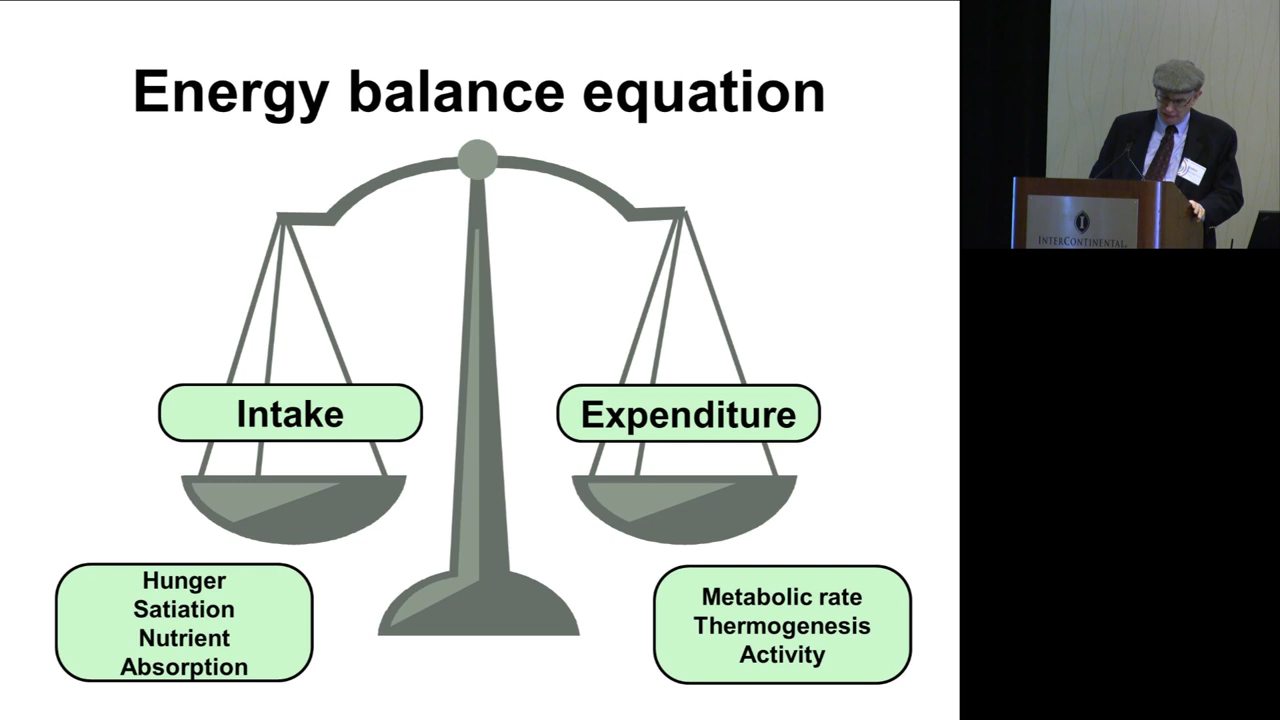 Energy balance equation
Intake
Expenditure
Hunger
Satiation
Nutrient
Absorption
Metabolic rate
Thermogenesis
Activity
I
INTERCONTINENTAL